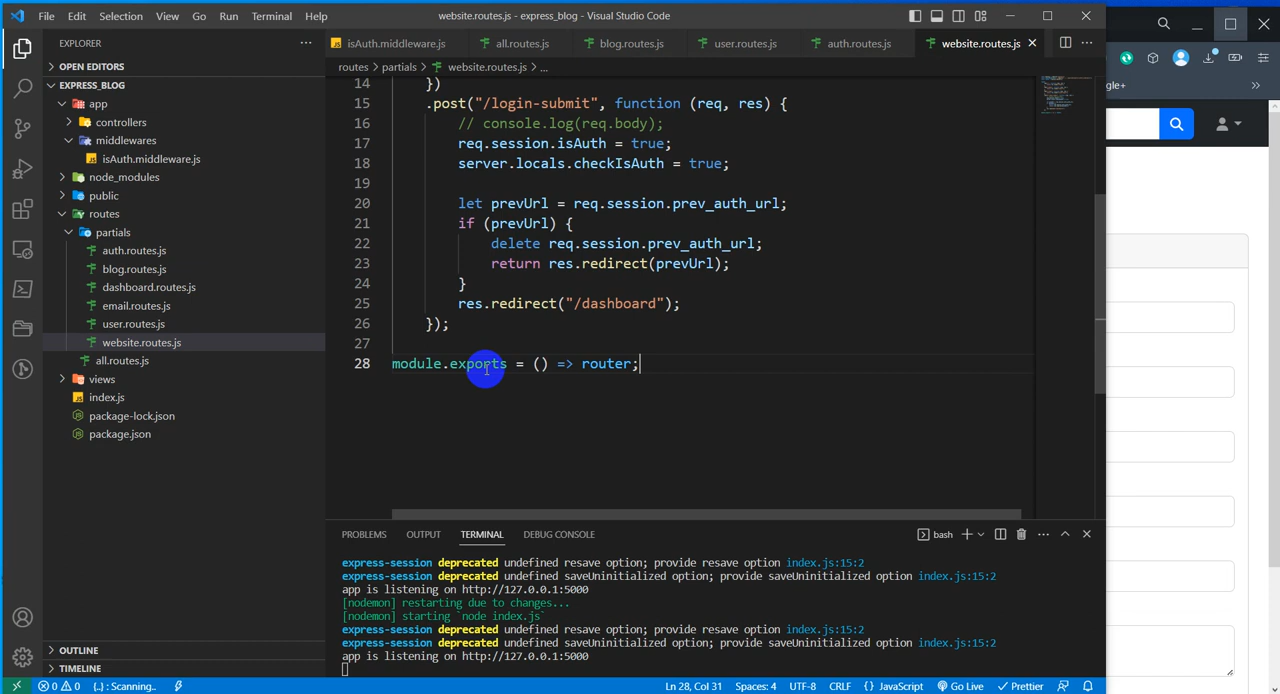 File Edit Selection View Go Run Terminal Help website.routes.js - express_blog - Visual Studio Code
EXPLORER
isAuth.middleware.js all.routes.js blog.routes.js user.routes.js auth.routes.js website.routes.js
OPEN EDITORS
EXPRESS_BLOG
app
controllers
middlewares
isAuth.middleware.js
node_modules
public
routes
partials
auth.routes.js
blog.routes.js
dashboard.routes.js
email.routes.js
user.routes.js
website.routes.js
all.routes.js
views
index.js
package-lock.json
package.json
OUTLINE
TIMELINE
routes > partials > website.routes.js > ...
14 })
15 .post("/login-submit", function (req, res) {
16 // console.log(req.body);
17 req.session.isAuth = true;
18 server.locals.checkIsAuth = true;
19
20 let prevUrl = req.session.prev_auth_url;
21 if (prevUrl) {
22 delete req.session.prev_auth_url;
23 return res.redirect(prevUrl);
24 }
25 res.redirect("/dashboard");
26 });
27
28 module.exports = () => router;
PROBLEMS OUTPUT TERMINAL DEBUG CONSOLE bash
express-session deprecated undefined resave option; provide resave option index.js:15:2
express-session deprecated undefined saveUninitialized option; provide saveUninitialized option index.js:15:2
app is listening on http://127.0.0.1:5000
[nodemon] restarting due to changes...
[nodemon] starting `node index.js`
express-session deprecated undefined resave option; provide resave option index.js:15:2
express-session deprecated undefined saveUninitialized option; provide saveUninitialized option index.js:15:2
app is listening on http://127.0.0.1:5000
0 0 {..} : Scanning.. Ln 28, Col 31 Spaces: 4 UTF-8 CRLF {} JavaScript Go Live Prettier
gle+